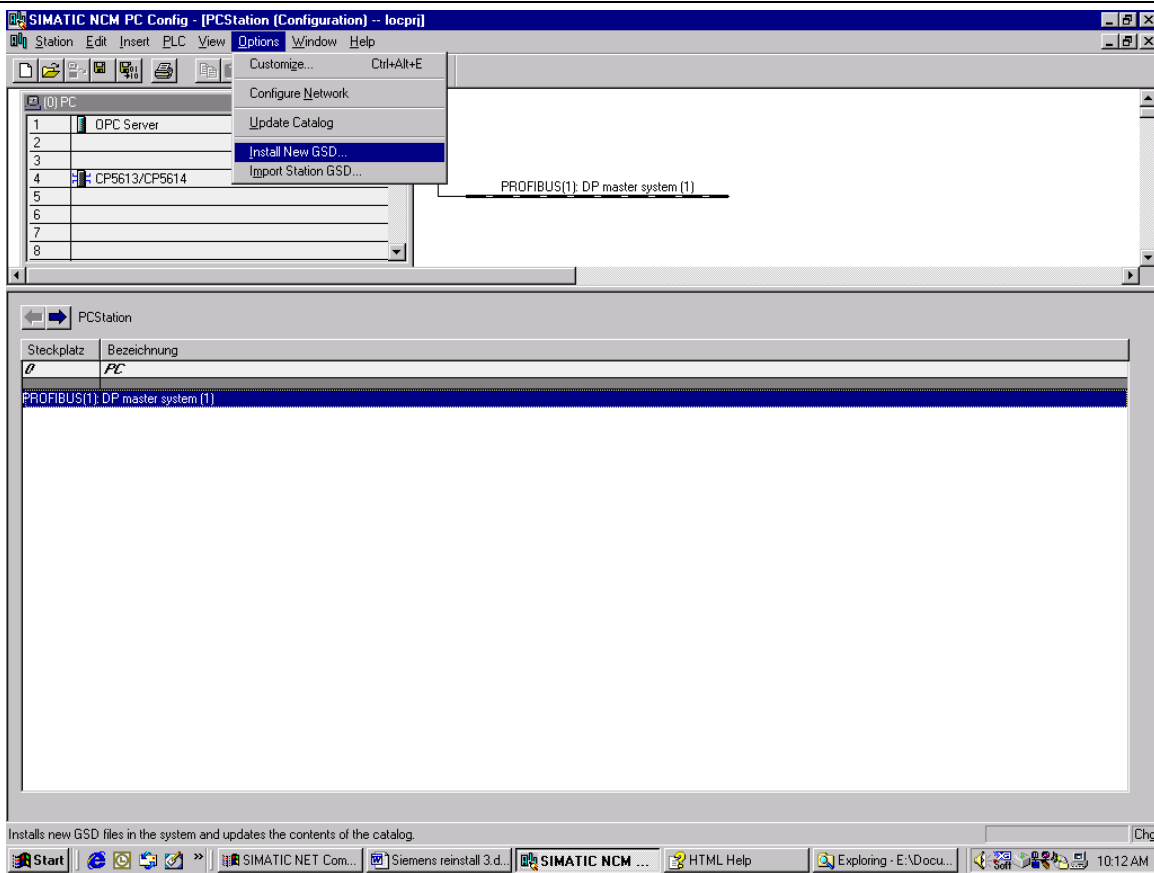 SIMATIC NCM PC Config - [PCStation (Configuration) -- locprj]
Station Edit Insert PLC View Options Window Help
Customize... Ctrl+Alt+E
Configure Network
Update Catalog
Install New GSD...
Import Station GSD...
(0) PC
1 OPC Server
2
3
4 CP5613/CP5614
5
6
7
8
PROFIBUS(1): DP master system (1)
PCStation
Steckplatz Bezeichnung
0 PC
PROFIBUS(1): DP master system (1)
Installs new GSD files in the system and updates the contents of the catalog.
Chg
Start » SIMATIC NET Com... Siemens reinstall 3.d... SIMATIC NCM ... HTML Help Exploring - E:\Docu... Soft 10:12 AM